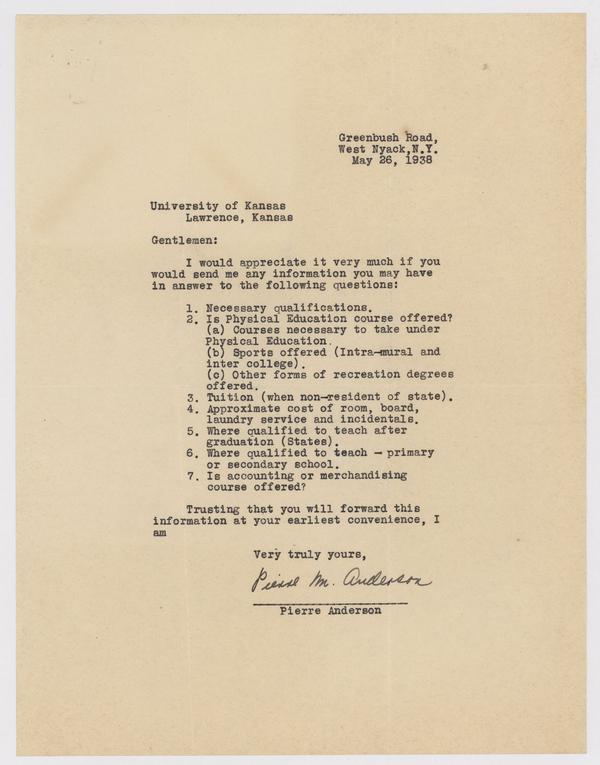 Greenbush Road,
West Nyack,N.Y.
May 26, 1938
University of Kansas
Lawrence, Kansas
Gentlemen:
I would appreciate it very much if you
would send me any information you may have
in answer to the following questions:
1. Necessary qualifications.
2. Is Physical Education course offered?
(a) Courses necessary to take under
Physical Education.
(b) Sports offered (Intra-mural and
inter college).
(c) Other forms of recreation degrees
offered.
3. Tuition (when non-resident of state).
4. Approximate cost of room, board,
laundry service and incidentals.
5. Where qualified to teach after
graduation (States).
6. Where qualified to teach - primary
or secondary school.
7. Is accounting or merchandising
course offered?
Trusting that you will forward this
information at your earliest convenience, I
am
Very truly yours,
Pierre M. Anderson
Pierre Anderson